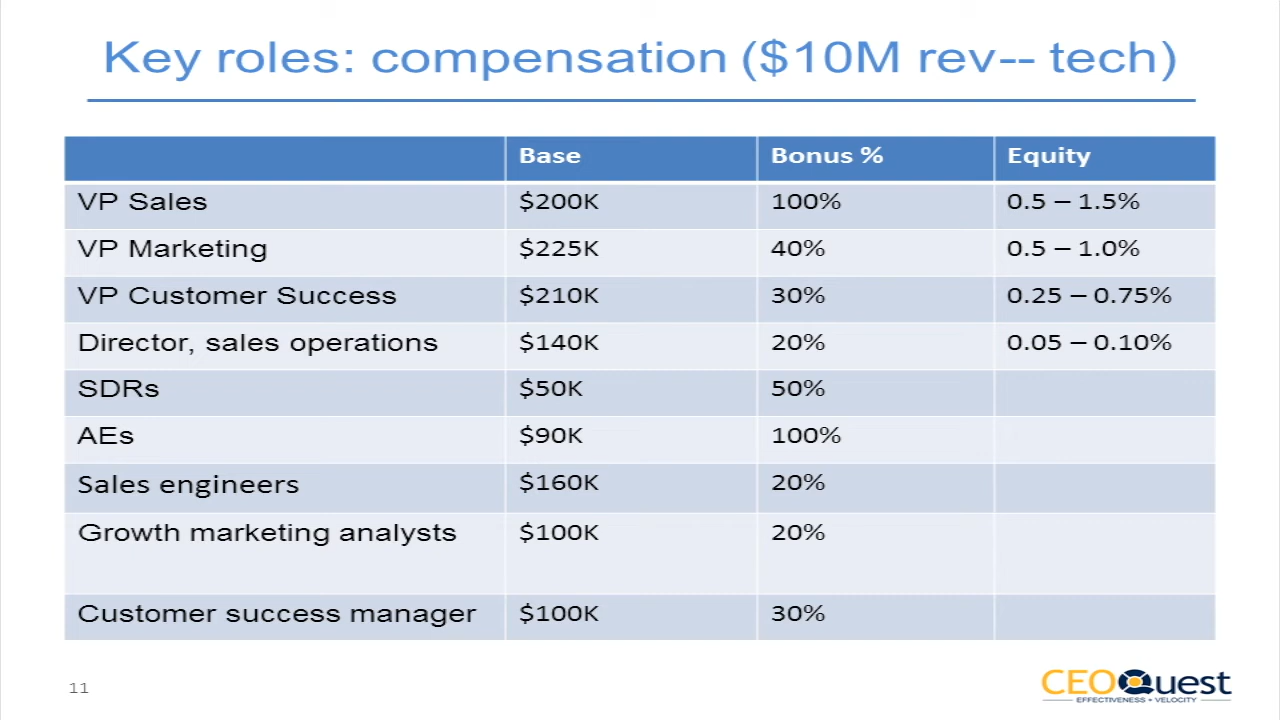 Key roles: compensation ($10M rev-- tech)
Base Bonus % Equity
VP Sales $200K 100% 0.5 – 1.5%
VP Marketing $225K 40% 0.5 – 1.0%
VP Customer Success $210K 30% 0.25 – 0.75%
Director, sales operations $140K 20% 0.05 – 0.10%
SDRs $50K 50%
AEs $90K 100%
Sales engineers $160K 20%
Growth marketing analysts $100K 20%
Customer success manager $100K 30%
11
CEOQuest
EFFECTIVENESS • VELOCITY